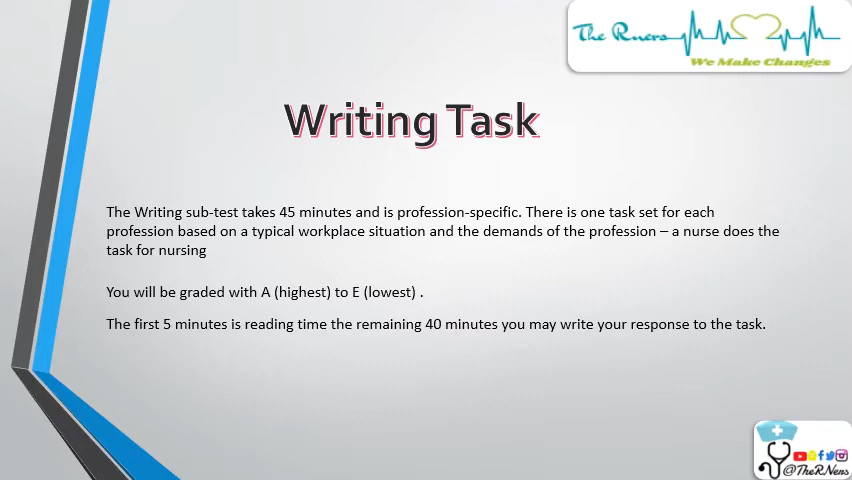 The Rners
We Make Changes
Writing Task
The Writing sub-test takes 45 minutes and is profession-specific. There is one task set for each
profession based on a typical workplace situation and the demands of the profession – a nurse does the
task for nursing
You will be graded with A (highest) to E (lowest) .
The first 5 minutes is reading time the remaining 40 minutes you may write your response to the task.
@TheRNers